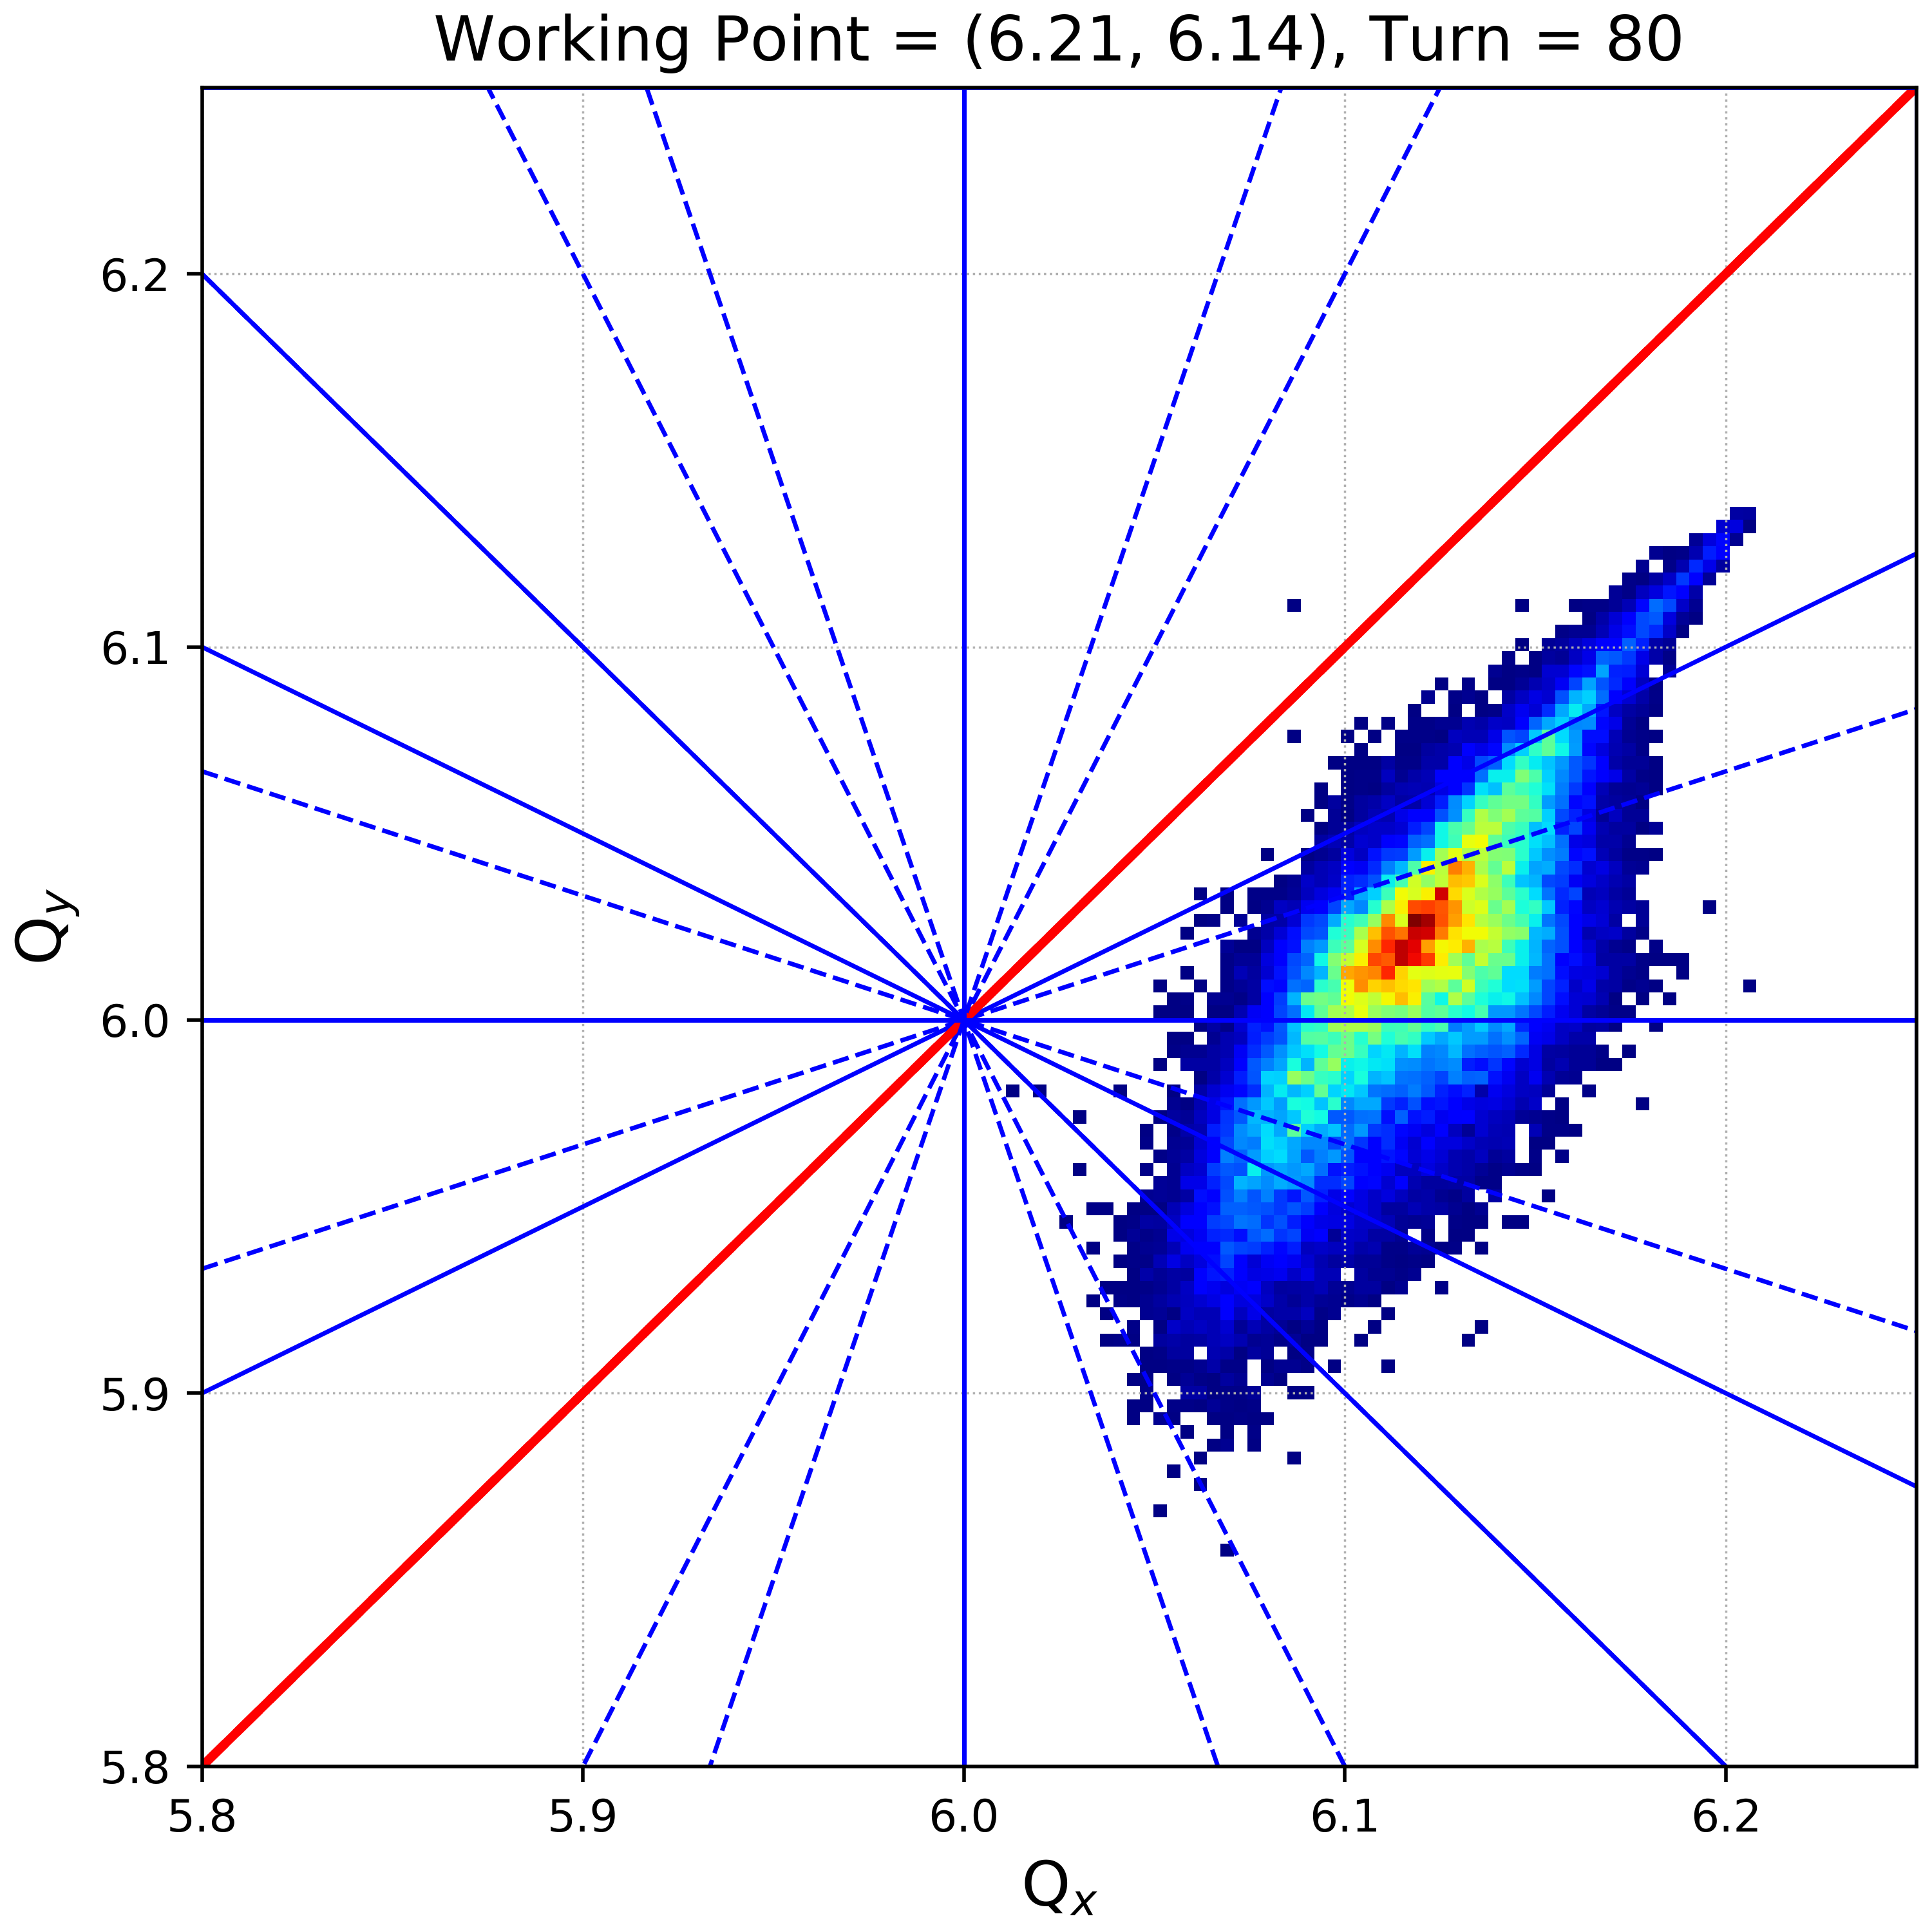 Working Point = (6.21, 6.14), Turn = 80
6.2
6.1
6.0
5.9
5.8
Qy
5.8 5.9 6.0 6.1 6.2
Qx